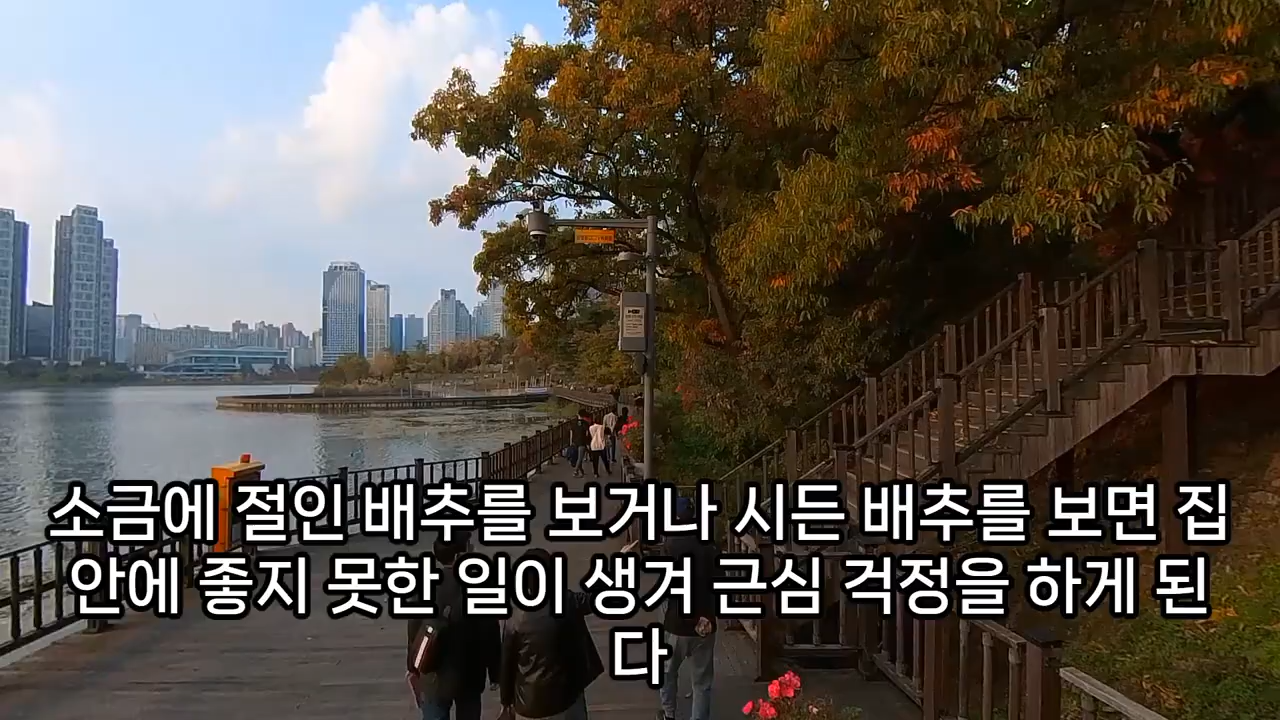 소금에 절인 배추를 보거나 시든 배추를 보면 집
안에 좋지 못한 일이 생겨 근심 걱정을 하게 된
다